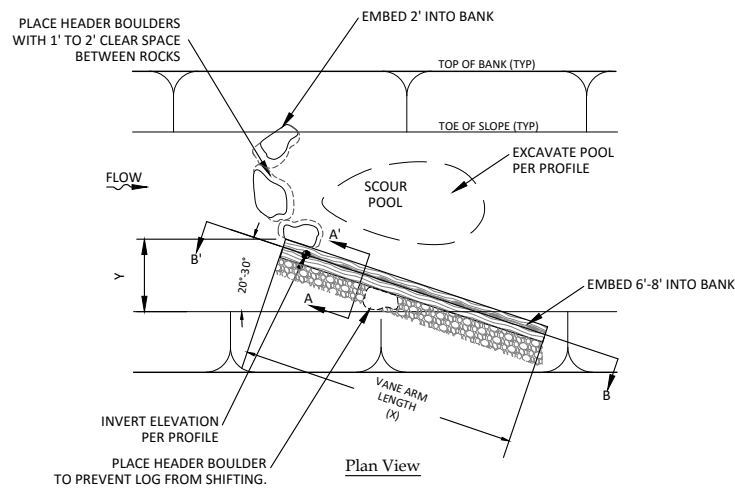 PLACE HEADER BOULDERS
WITH 1' TO 2' CLEAR SPACE
BETWEEN ROCKS
EMBED 2' INTO BANK
TOP OF BANK (TYP)
TOE OF SLOPE (TYP)
EXCAVATE POOL
PER PROFILE
FLOW
SCOUR
POOL
A'
B'
Y
20°-30°
A
EMBED 6'-8' INTO BANK
VANE ARM
LENGTH
(X)
B
INVERT ELEVATION
PER PROFILE
PLACE HEADER BOULDER
TO PREVENT LOG FROM SHIFTING.
Plan View